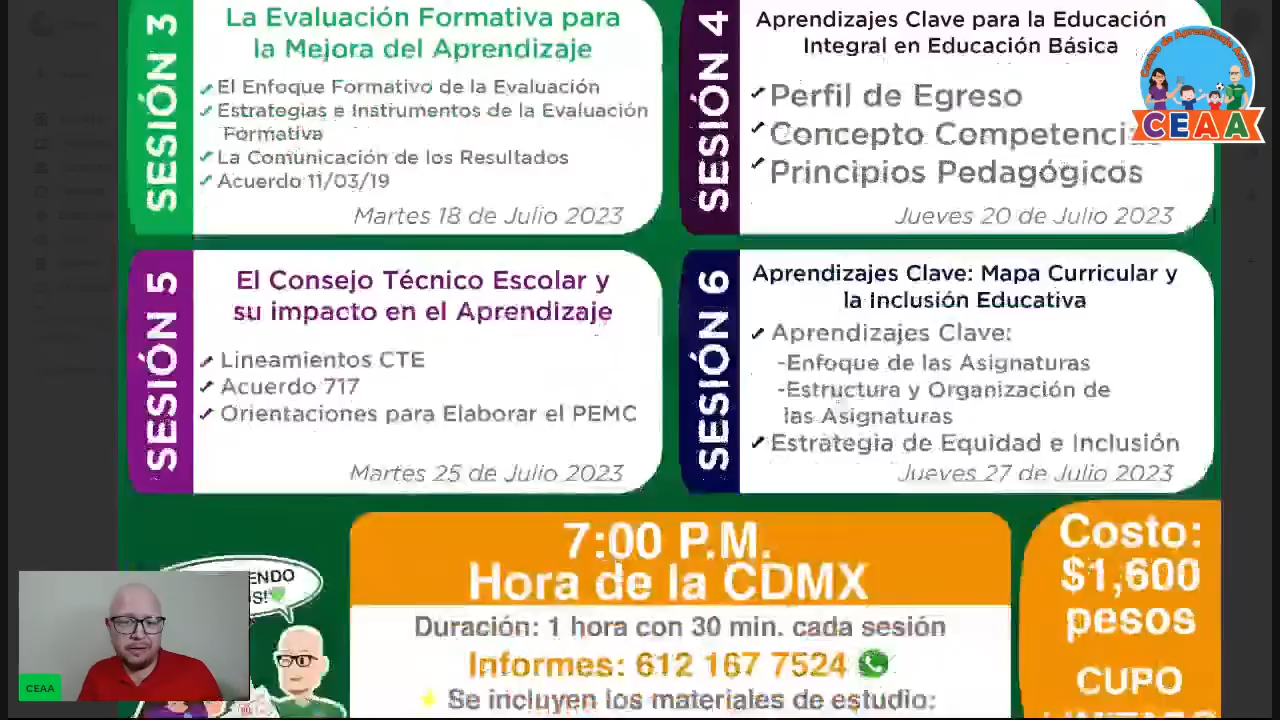 SESIÓN 3
La Evaluación Formativa para
la Mejora del Aprendizaje
El Enfoque Formativo de la Evaluación
Estrategias e Instrumentos de la Evaluación
Formativa
La Comunicación de los Resultados
Acuerdo 11/03/19
Martes 18 de Julio 2023
SESIÓN 4
Aprendizajes Clave para la Educación
Integral en Educación Básica
Perfil de Egreso
Concepto Competencias
Principios Pedagógicos
Jueves 20 de Julio 2023
Centro de Aprendizaje Activo
CEAA
SESIÓN 5
El Consejo Técnico Escolar y
su impacto en el Aprendizaje
Lineamientos CTE
Acuerdo 717
Orientaciones para Elaborar el PEMC
Martes 25 de Julio 2023
SESIÓN 6
Aprendizajes Clave: Mapa Curricular y
la Inclusión Educativa
Aprendizajes Clave:
-Enfoque de las Asignaturas
-Estructura y Organización de
las Asignaturas
Estrategia de Equidad e Inclusión
Jueves 27 de Julio 2023
7:00 P.M.
Hora de la CDMX
Duración: 1 hora con 30 min. cada sesión
Informes: 612 167 7524
Se incluyen los materiales de estudio:
Costo:
$1,600
pesos
CUPO
CEAA